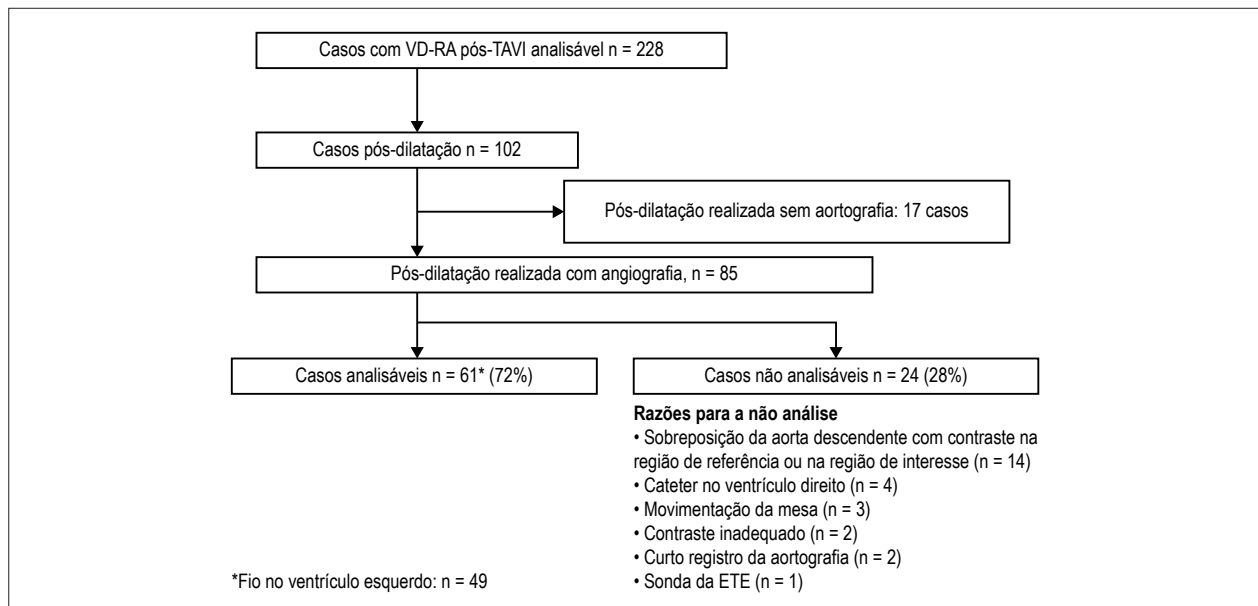 Casos com VD-RA pós-TAVI analisável n = 228
Casos pós-dilatação n = 102
Pós-dilatação realizada sem aortografia: 17 casos
Pós-dilatação realizada com angiografia, n = 85
Casos analisáveis n = 61* (72%)
Casos não analisáveis n = 24 (28%)
Razões para a não análise
• Sobreposição da aorta descendente com contraste na
região de referência ou na região de interesse (n = 14)
• Cateter no ventrículo direito (n = 4)
• Movimentação da mesa (n = 3)
• Contraste inadequado (n = 2)
• Curto registro da aortografia (n = 2)
• Sonda da ETE (n = 1)
*Fio no ventrículo esquerdo: n = 49